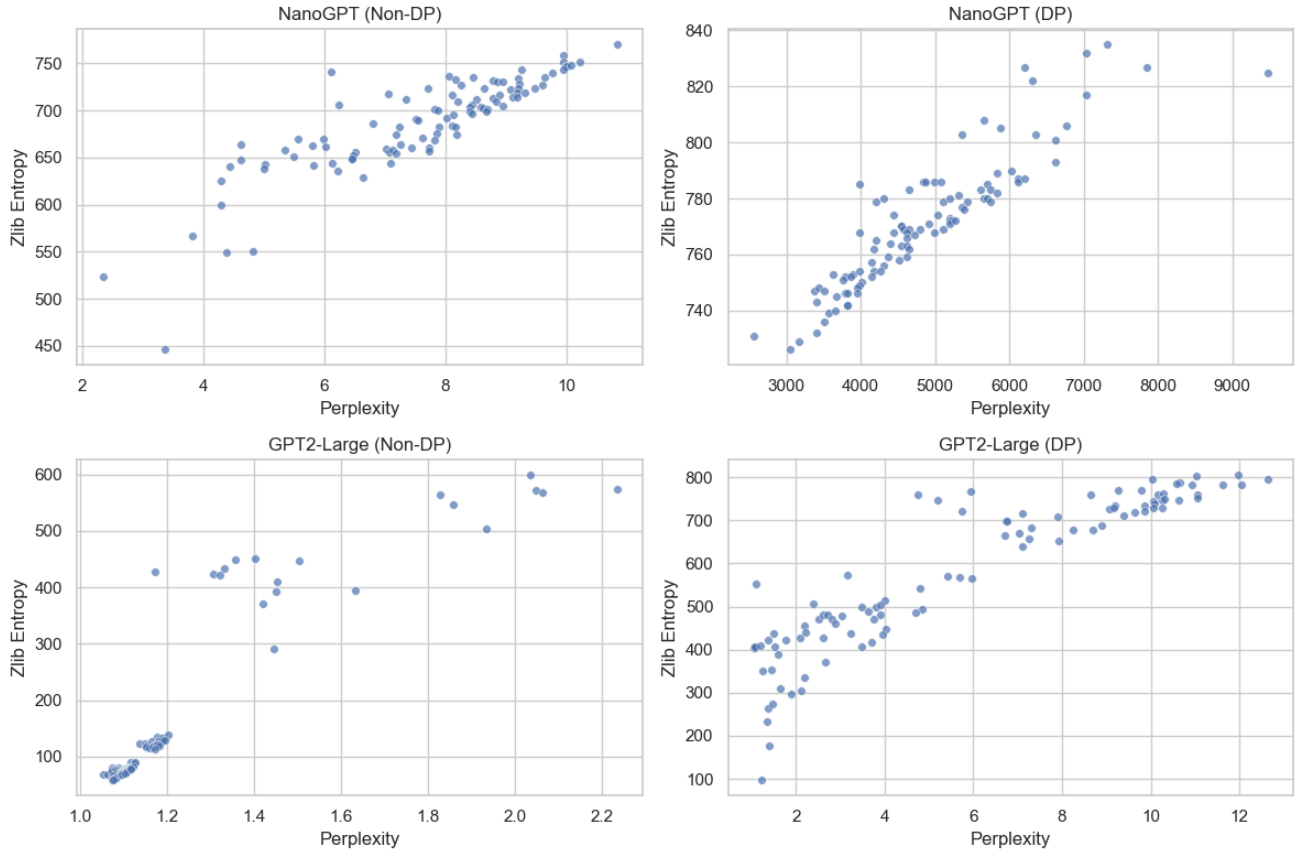 NanoGPT (Non-DP)
750
700
650
600
550
500
450
Zlib Entropy
2 4 6 8 10
Perplexity
NanoGPT (DP)
840
820
800
780
760
740
Zlib Entropy
3000 4000 5000 6000 7000 8000 9000
Perplexity
GPT2-Large (Non-DP)
600
500
400
300
200
100
Zlib Entropy
1.0 1.2 1.4 1.6 1.8 2.0 2.2
Perplexity
GPT2-Large (DP)
800
700
600
500
400
300
200
100
Zlib Entropy
2 4 6 8 10 12
Perplexity